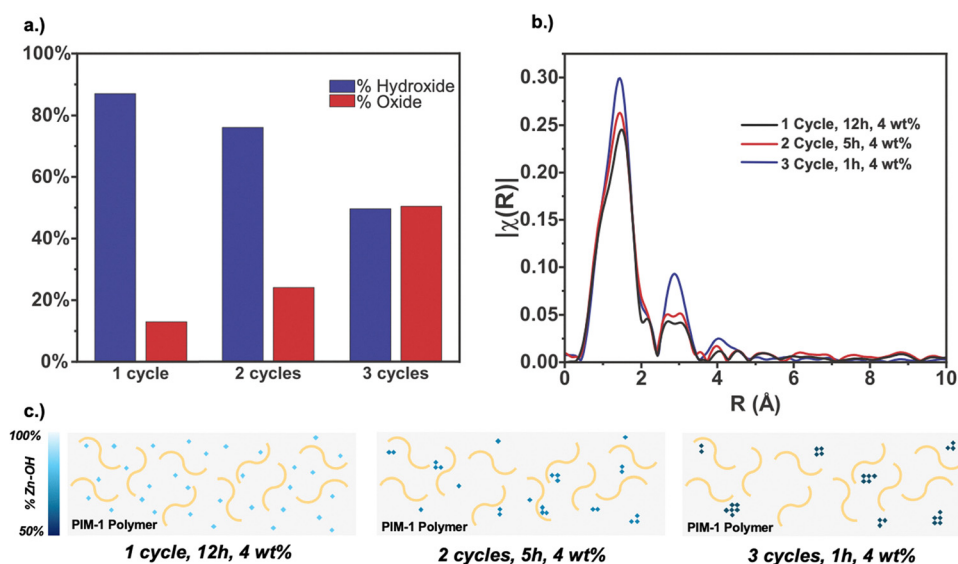 a.)
100%
80%
60%
40%
20%
0%
% Hydroxide
% Oxide
1 cycle
2 cycles
3 cycles
b.)
|χ(R)|
0.30
0.25
0.20
0.15
0.10
0.05
0.00
1 Cycle, 12h, 4 wt%
2 Cycle, 5h, 4 wt%
3 Cycle, 1h, 4 wt%
0 2 4 6 8 10
R (Å)
c.)
100%
% Zn-OH
50%
PIM-1 Polymer
1 cycle, 12h, 4 wt%
PIM-1 Polymer
2 cycles, 5h, 4 wt%
PIM-1 Polymer
3 cycles, 1h, 4 wt%